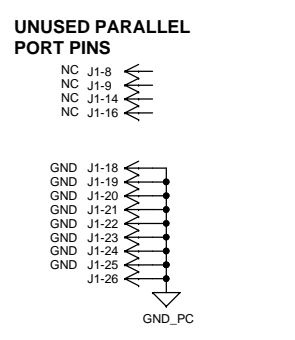 UNUSED PARALLEL
PORT PINS
NC J1-8
NC J1-9
NC J1-14
NC J1-16
GND J1-18
GND J1-19
GND J1-20
GND J1-21
GND J1-22
GND J1-23
GND J1-24
GND J1-25
J1-26
GND_PC